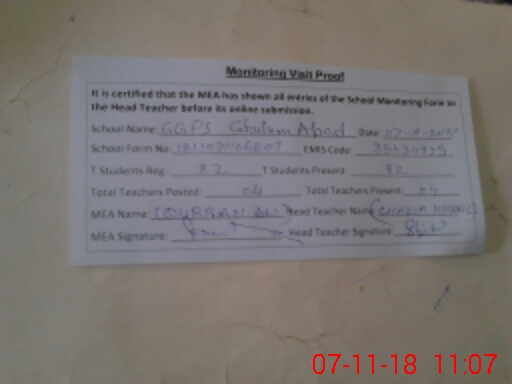 Monitoring Visit Proof
It is certified that the MEA has shown all entries of the School Monitoring Form to
the Head Teacher before its online submission.
School Name: GGPS Ghulam Abad Date:
School Form No: EMIS Code:
T Students Reg: 82 T Students Present: 82
Total Teachers Posted: 04 Total Teachers Present: 04
MEA Name: (QURBAN ALI) Head Teacher Name
MEA Signature: Head Teacher Signature:
07-11-18 11:07